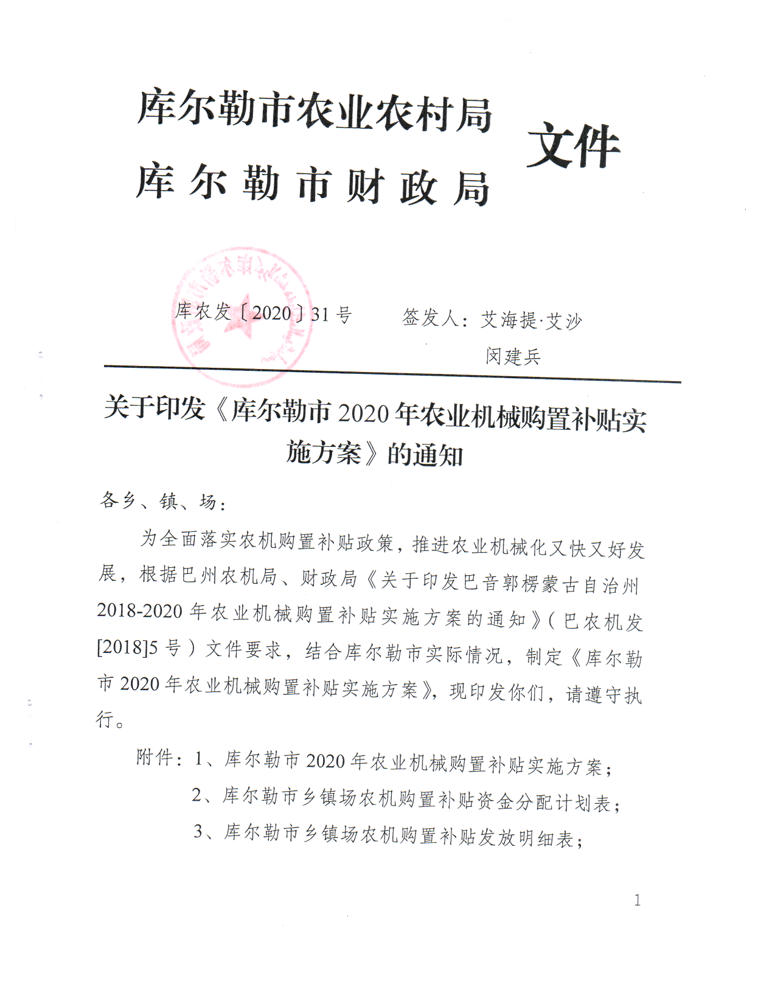 库尔勒市农业农村局
文件
库尔勒市财政局
库农发〔2020〕31号 签发人：艾海提·艾沙
闵建兵
关于印发《库尔勒市 2020 年农业机械购置补贴实
施方案》的通知
各乡、镇、场：
为全面落实农机购置补贴政策，推进农业机械化又快又好发
展，根据巴州农机局、财政局《关于印发巴音郭楞蒙古自治州
2018-2020 年农业机械购置补贴实施方案的通知》（巴农机发
[2018]5 号）文件要求，结合库尔勒市实际情况，制定《库尔勒
市 2020 年农业机械购置补贴实施方案》，现印发你们，请遵守执
行。
附件：1、库尔勒市 2020 年农业机械购置补贴实施方案；
2、库尔勒市乡镇场农机购置补贴资金分配计划表；
3、库尔勒市乡镇场农机购置补贴发放明细表；
1